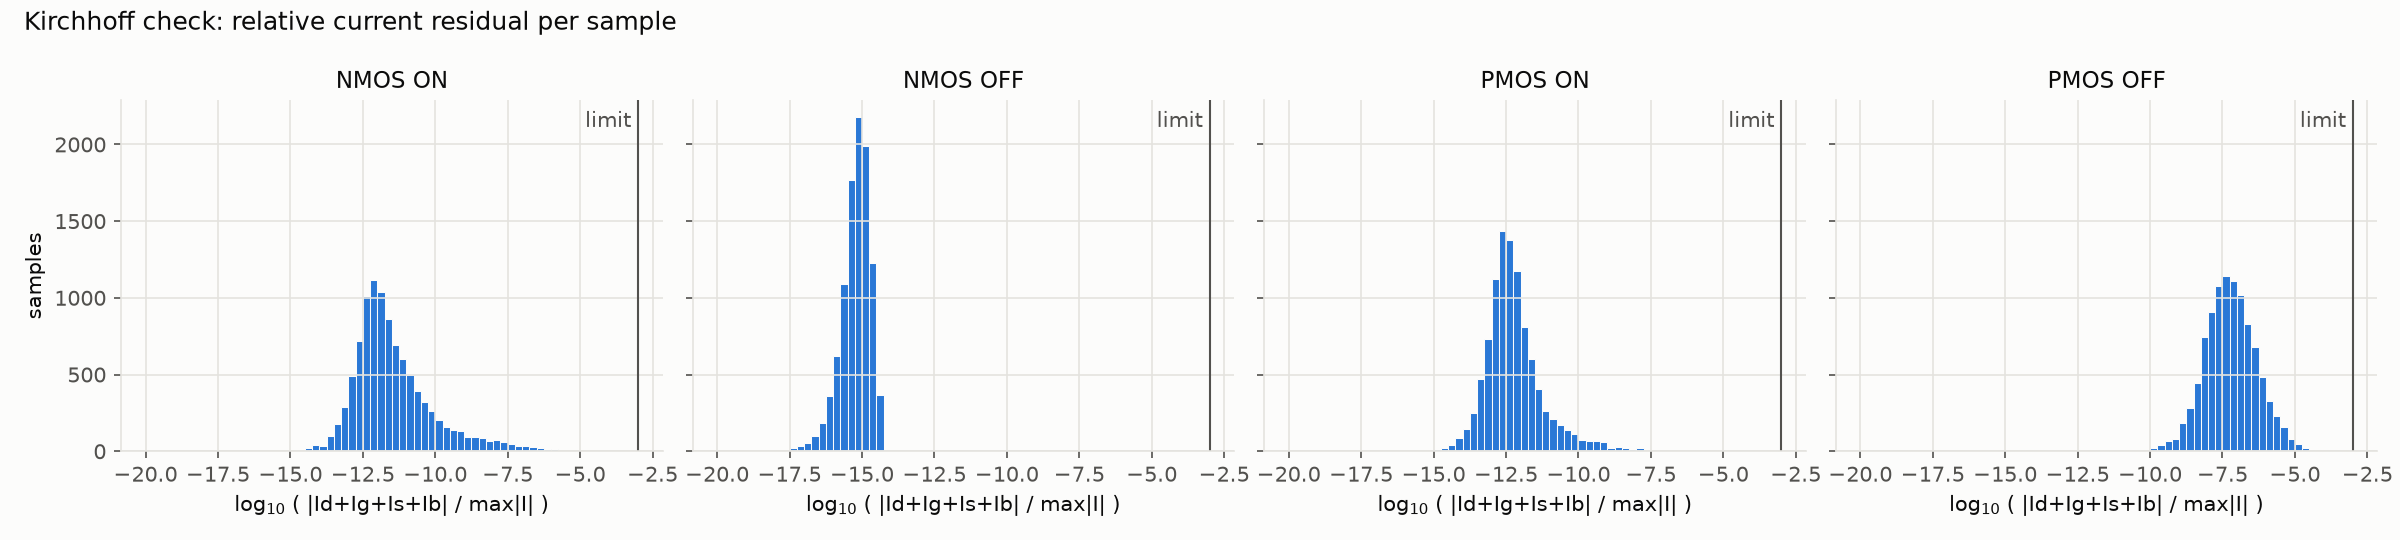 Kirchhoff check: relative current residual per sample
NMOS ON
NMOS OFF
PMOS ON
PMOS OFF
limit
limit
limit
limit
samples
2000
1500
1000
500
0
−20.0 −17.5 −15.0 −12.5 −10.0 −7.5 −5.0 −2.5
−20.0 −17.5 −15.0 −12.5 −10.0 −7.5 −5.0 −2.5
−20.0 −17.5 −15.0 −12.5 −10.0 −7.5 −5.0 −2.5
−20.0 −17.5 −15.0 −12.5 −10.0 −7.5 −5.0 −2.5
log₁₀ ( |Id+Ig+Is+Ib| / max|I| )
log₁₀ ( |Id+Ig+Is+Ib| / max|I| )
log₁₀ ( |Id+Ig+Is+Ib| / max|I| )
log₁₀ ( |Id+Ig+Is+Ib| / max|I| )